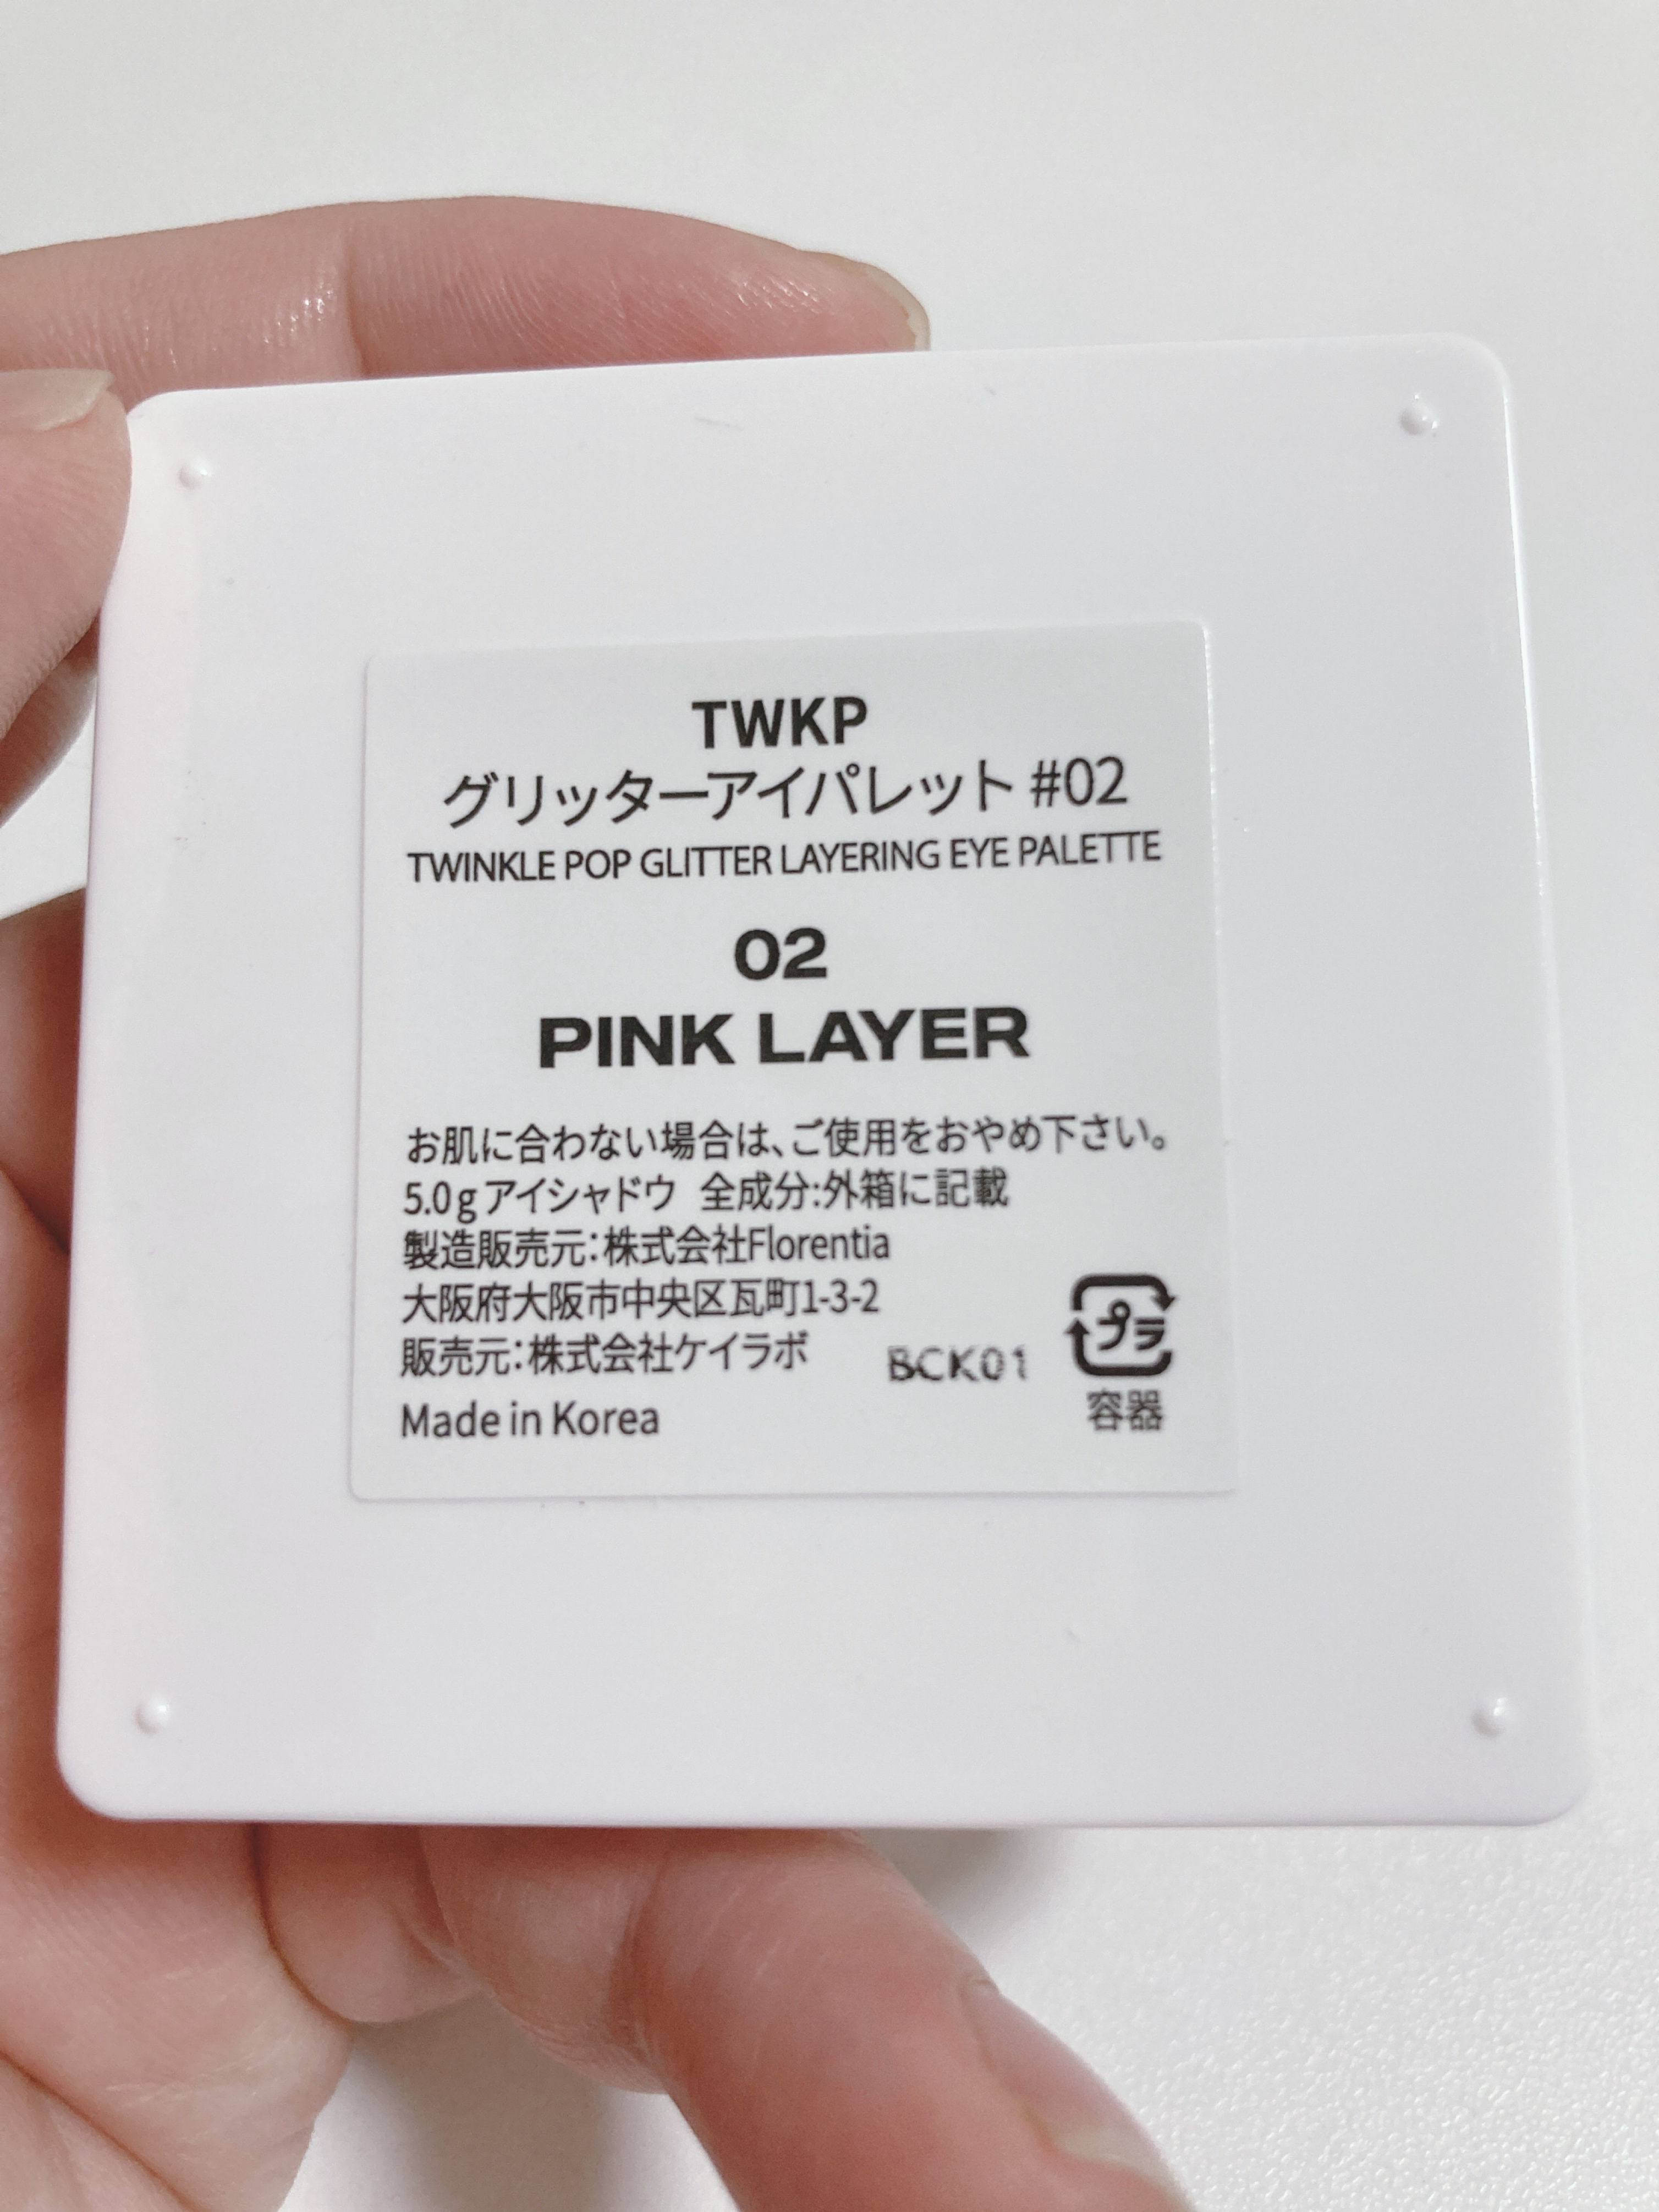 TWKP
グリッターアイパレット #02
TWINKLE POP GLITTER LAYERING EYE PALETTE
02
PINK LAYER
お肌に合わない場合は、ご使用をおやめ下さい。
5.0g アイシャドウ 全成分:外箱に記載
製造販売元:株式会社Florentia
大阪府大阪市中央区瓦町1-3-2
販売元:株式会社ケイラボ
BCK01
プラ
容器
Made in Korea